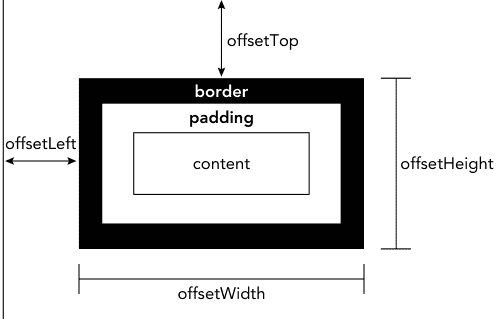 offsetTop
border
padding
offsetLeft
content
offsetHeight
offsetWidth